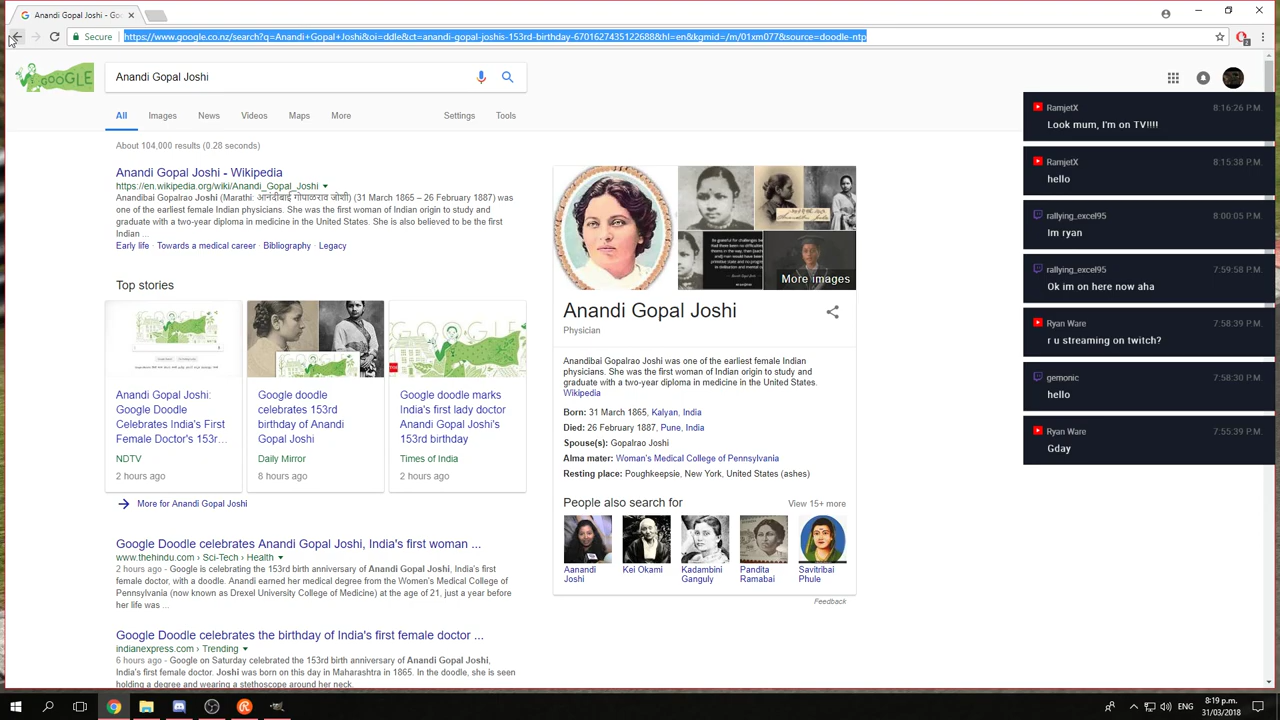 Anandi Gopal Joshi - Go
Secure
https://www.google.co.nz/search?q=Anandi+Gopal+Joshi&oi=ddle&ct=anandi-gopal-joshis-153rd-birthday-6701627435122688&hl=en&kgmid=/m/01xm077&source=doodle-ntp
GOOGLE
Anandi Gopal Joshi
All Images News Videos Maps More Settings Tools
About 104,000 results (0.28 seconds)
Anandi Gopal Joshi - Wikipedia
https://en.wikipedia.org/wiki/Anandi_Gopal_Joshi
Anandibai Gopalrao Joshi (Marathi: आनंदीबाई गोपाळराव जोशी) (31 March 1865 – 26 February 1887) was
one of the earliest female Indian physicians. She was the first woman of Indian origin to study and
graduate with a two-year diploma in medicine in the United States. She is also believed to be the first
Indian ...
Early life · Towards a medical career · Bibliography · Legacy
Top stories
Anandi Gopal Joshi:
Google Doodle
Celebrates India's First
Female Doctor's 153r...
NDTV
2 hours ago
Google doodle
celebrates 153rd
birthday of Anandi
Gopal Joshi
Daily Mirror
8 hours ago
Google doodle marks
India's first lady doctor
Anandi Gopal Joshi's
153rd birthday
Times of India
2 hours ago
More for Anandi Gopal Joshi
Google Doodle celebrates Anandi Gopal Joshi, India's first woman ...
www.thehindu.com › Sci-Tech › Health
2 hours ago - Google is celebrating the 153rd birth anniversary of Anandi Gopal Joshi, India's first
female doctor, with a doodle. Anandi earned her medical degree from the Women's Medical College of
Pennsylvania (now known as Drexel University College of Medicine) at the age of 21, just a year before
her life was ...
Google Doodle celebrates the birthday of India's first female doctor ...
indianexpress.com › Trending
6 hours ago - Google on Saturday celebrated the 153rd birth anniversary of Anandi Gopal Joshi,
India's first female doctor. Joshi was born on this day in Maharashtra in 1865. In the doodle, she is seen
holding a degree and wearing a stethoscope around her neck.
More images
Anandi Gopal Joshi
Physician
Anandibai Gopalrao Joshi was one of the earliest female Indian
physicians. She was the first woman of Indian origin to study and
graduate with a two-year diploma in medicine in the United States.
Wikipedia
Born: 31 March 1865, Kalyan, India
Died: 26 February 1887, Pune, India
Spouse(s): Gopalrao Joshi
Alma mater: Woman's Medical College of Pennsylvania
Resting place: Poughkeepsie, New York, United States (ashes)
People also search for
View 15+ more
Aanandi
Joshi
Kei Okami
Kadambini
Ganguly
Pandita
Ramabai
Savitribai
Phule
Feedback
RamjetX 8:16:26 P.M.
Look mum, I'm on TV!!!!
RamjetX 8:15:38 P.M.
hello
rallying_excel95 8:00:05 P.M.
Im ryan
rallying_excel95 7:59:58 P.M.
Ok im on here now aha
Ryan Ware 7:58:39 P.M.
r u streaming on twitch?
gemonic 7:58:30 P.M.
hello
Ryan Ware 7:55:39 P.M.
Gday
ENG
8:19 p.m.
31/03/2018